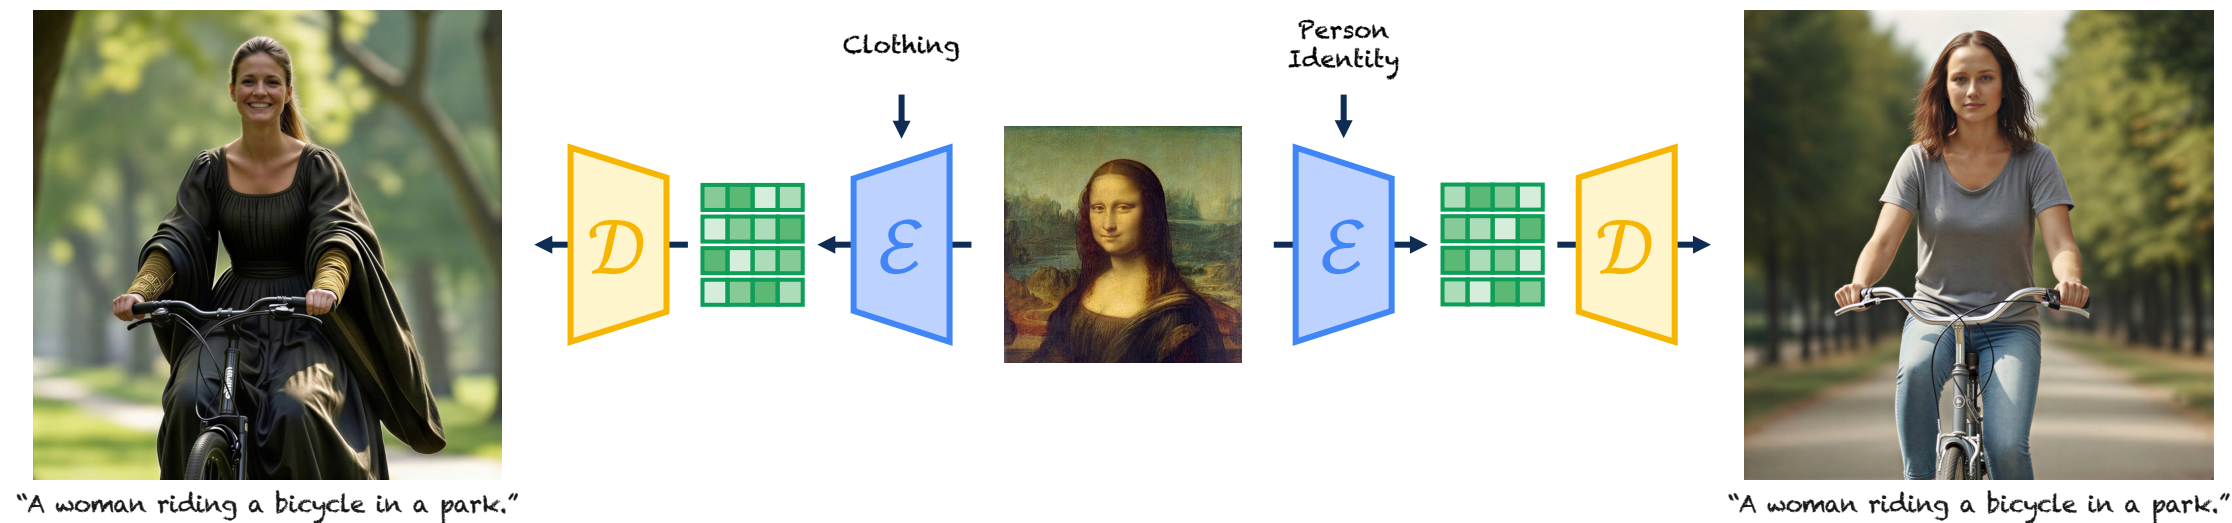 Clothing
Person
Identity
D
E
E
D
“A woman riding a bicycle in a park.”
“A woman riding a bicycle in a park.”